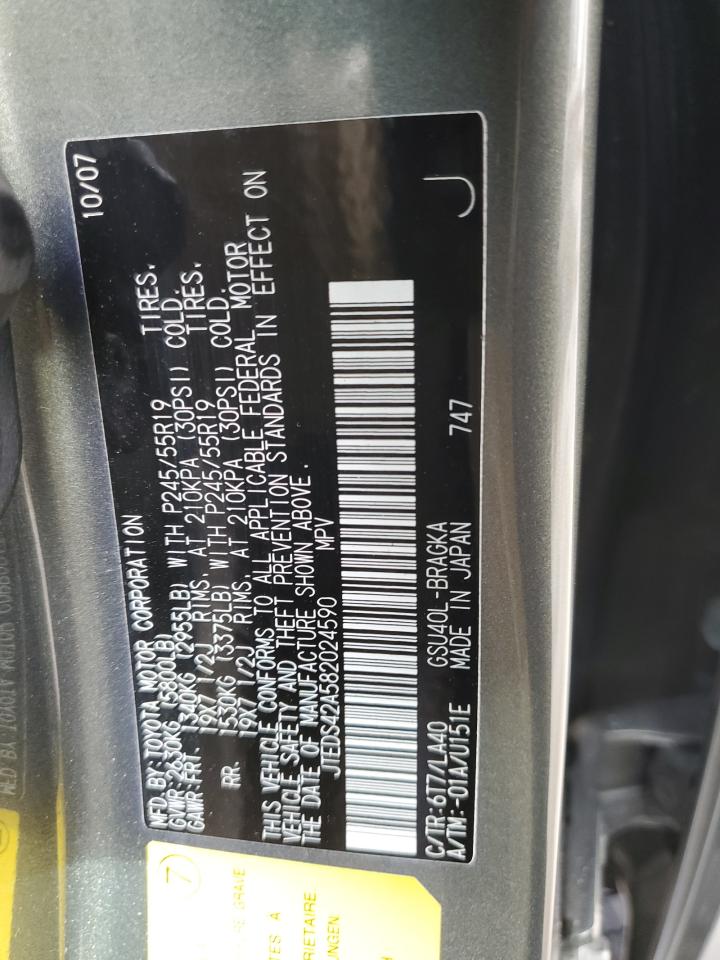 MFD.BY:TOYOTA MOTOR CORPORATION 10/07
GVWR:2630KG (5800LB)
GAWR:FRT. 1340KG (2955LB) WITH P245/55R19 TIRES.
19X7 1/2J RIMS, AT 210KPA (30PSI) COLD.
RR. 1530KG (3375LB) WITH P245/55R19 TIRES.
19X7 1/2J RIMS, AT 210KPA (30PSI) COLD.
THIS VEHICLE CONFORMS TO ALL APPLICABLE FEDERAL MOTOR
VEHICLE SAFETY AND THEFT PREVENTION STANDARDS IN EFFECT ON
THE DATE OF MANUFACTURE SHOWN ABOVE.
JTEDS42A582024590 MPV
C/TR:6T7/LA40 GSU40L-BRAGKA 747
A/TM:-01A/U151E MADE IN JAPAN J
7
GRAVE
TES A